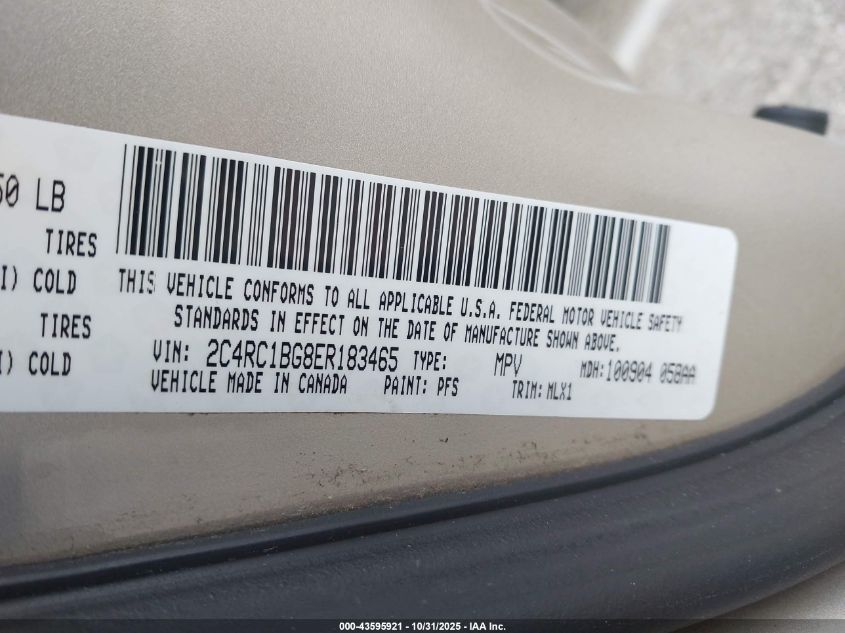 50 LB
TIRES
I) COLD
TIRES
I) COLD
THIS VEHICLE CONFORMS TO ALL APPLICABLE U.S.A. FEDERAL MOTOR VEHICLE SAFETY
STANDARDS IN EFFECT ON THE DATE OF MANUFACTURE SHOWN ABOVE.
VIN: 2C4RC1BG8ER183465 TYPE: MPV MDH:100904 058AA
VEHICLE MADE IN CANADA PAINT: PFS TRIM: MLX1
000-43595921 - 10/31/2025 - IAA Inc.